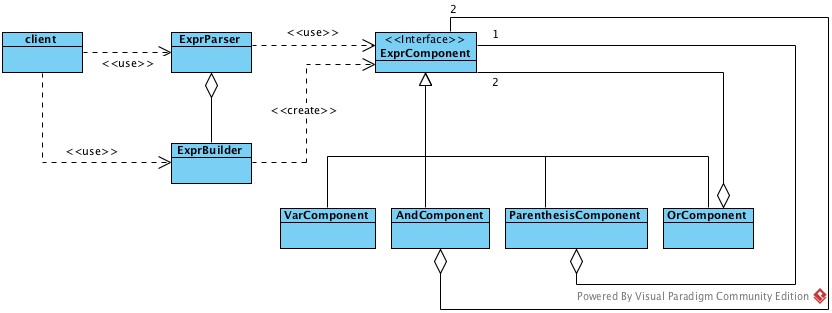 2
client
ExprParser
<<use>>
<<Interface>>
ExprComponent
1
<<use>>
2
<<create>>
ExprBuilder
<<use>>
VarComponent
AndComponent
ParenthesisComponent
OrComponent
Powered By Visual Paradigm Community Edition